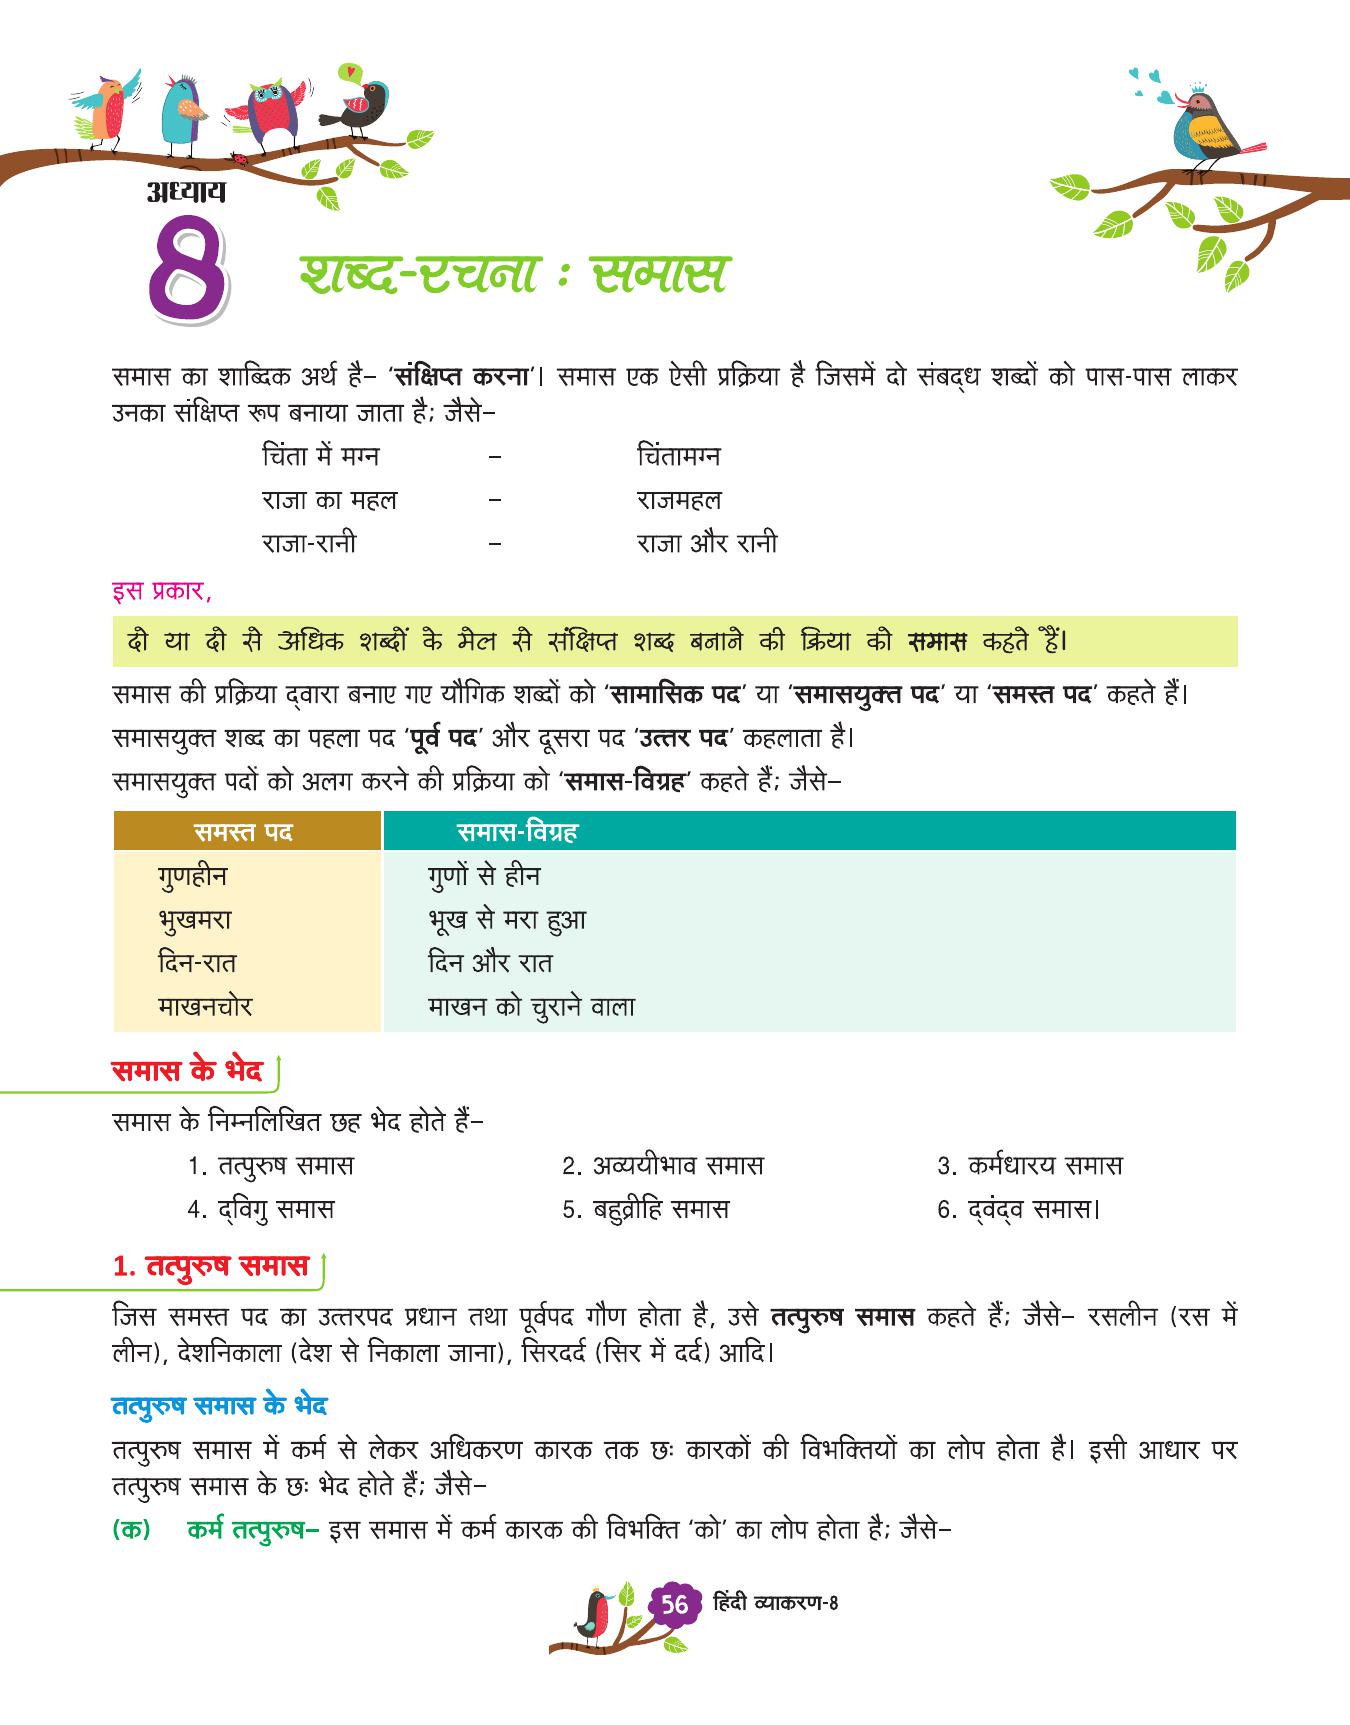 अध्याय
8
शब्द-रचना : समास
समास का शाब्दिक अर्थ है– ‘संक्षिप्त करना’। समास एक ऐसी प्रक्रिया है जिसमें दो संबद्ध शब्दों को पास-पास लाकर
उनका संक्षिप्त रूप बनाया जाता है; जैसे–
चिंता में मग्न – चिंतामग्न
राजा का महल – राजमहल
राजा-रानी – राजा और रानी
इस प्रकार,
दो या दो से अधिक शब्दों के मेल से संक्षिप्त शब्द बनाने की क्रिया को समास कहते हैं।
समास की प्रक्रिया द्वारा बनाए गए यौगिक शब्दों को ‘सामासिक पद’ या ‘समासयुक्त पद’ या ‘समस्त पद’ कहते हैं।
समासयुक्त शब्द का पहला पद ‘पूर्व पद’ और दूसरा पद ‘उत्तर पद’ कहलाता है।
समासयुक्त पदों को अलग करने की प्रक्रिया को ‘समास-विग्रह’ कहते हैं; जैसे–
समस्त पद समास-विग्रह
गुणहीन गुणों से हीन
भुखमरा भूख से मरा हुआ
दिन-रात दिन और रात
माखनचोर माखन को चुराने वाला
समास के भेद
समास के निम्नलिखित छह भेद होते हैं–
1. तत्पुरुष समास 2. अव्ययीभाव समास 3. कर्मधारय समास
4. द्विगु समास 5. बहुव्रीहि समास 6. द्वंद्व समास।
1. तत्पुरुष समास
जिस समस्त पद का उत्तरपद प्रधान तथा पूर्वपद गौण होता है, उसे तत्पुरुष समास कहते हैं; जैसे– रसलीन (रस में
लीन), देशनिकाला (देश से निकाला जाना), सिरदर्द (सिर में दर्द) आदि।
तत्पुरुष समास के भेद
तत्पुरुष समास में कर्म से लेकर अधिकरण कारक तक छः कारकों की विभक्तियों का लोप होता है। इसी आधार पर
तत्पुरुष समास के छः भेद होते हैं; जैसे–
(क) कर्म तत्पुरुष– इस समास में कर्म कारक की विभक्ति ‘को’ का लोप होता है; जैसे–
56 हिंदी व्याकरण-8